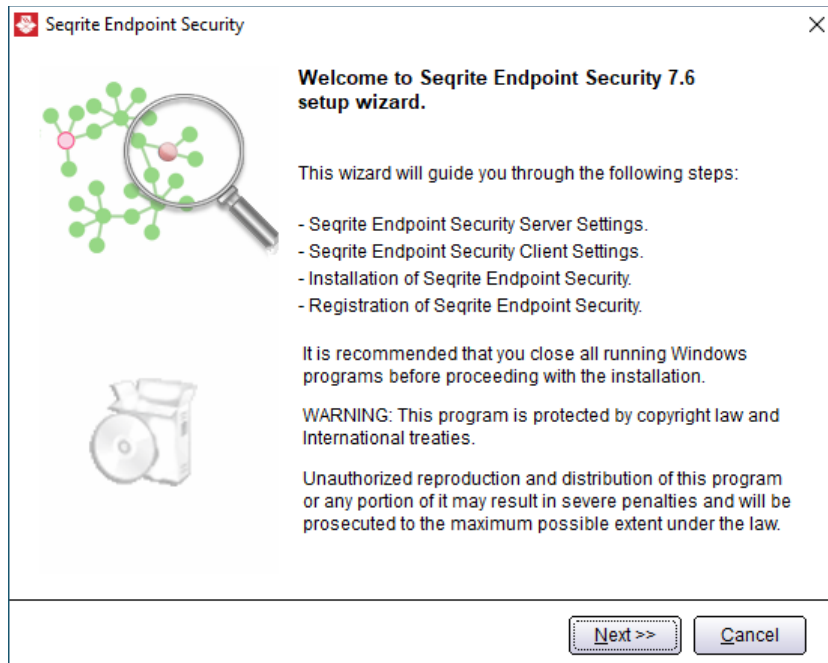 Seqrite Endpoint Security
Welcome to Seqrite Endpoint Security 7.6
setup wizard.
This wizard will guide you through the following steps:
- Seqrite Endpoint Security Server Settings.
- Seqrite Endpoint Security Client Settings.
- Installation of Seqrite Endpoint Security.
- Registration of Seqrite Endpoint Security.
It is recommended that you close all running Windows
programs before proceeding with the installation.
WARNING: This program is protected by copyright law and
International treaties.
Unauthorized reproduction and distribution of this program
or any portion of it may result in severe penalties and will be
prosecuted to the maximum possible extent under the law.
Next >>
Cancel